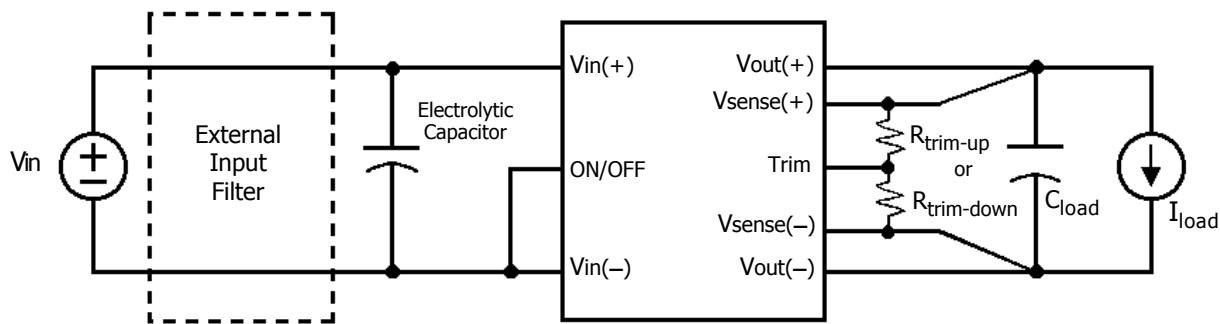 Vin
External
Input
Filter
Electrolytic
Capacitor
Vin(+)
ON/OFF
Vin(−)
Vout(+)
Vsense(+)
Trim
Vsense(−)
Vout(−)
Rtrim-up
or
Rtrim-down
Cload
Iload